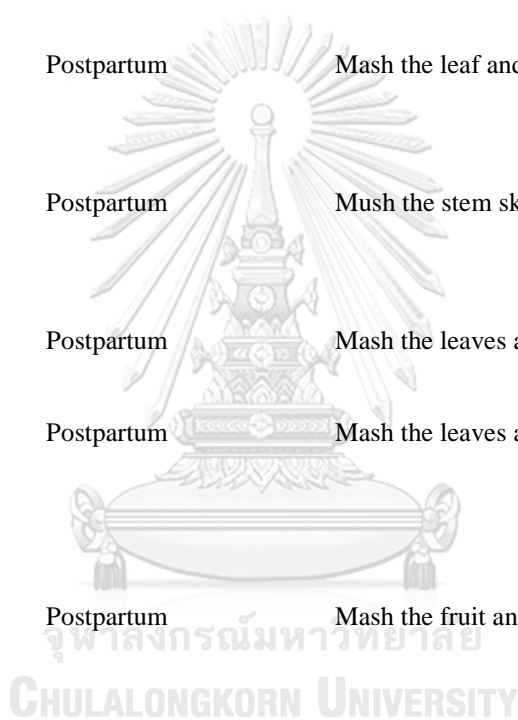 Postpartum Mash the leaf and
Postpartum Mush the stem sk
Postpartum Mash the leaves a
Postpartum Mash the leaves a
Postpartum Mash the fruit an
จุฬาลงกรณ์มหาวิทยาลัย
CHULALONGKORN UNIVERSITY